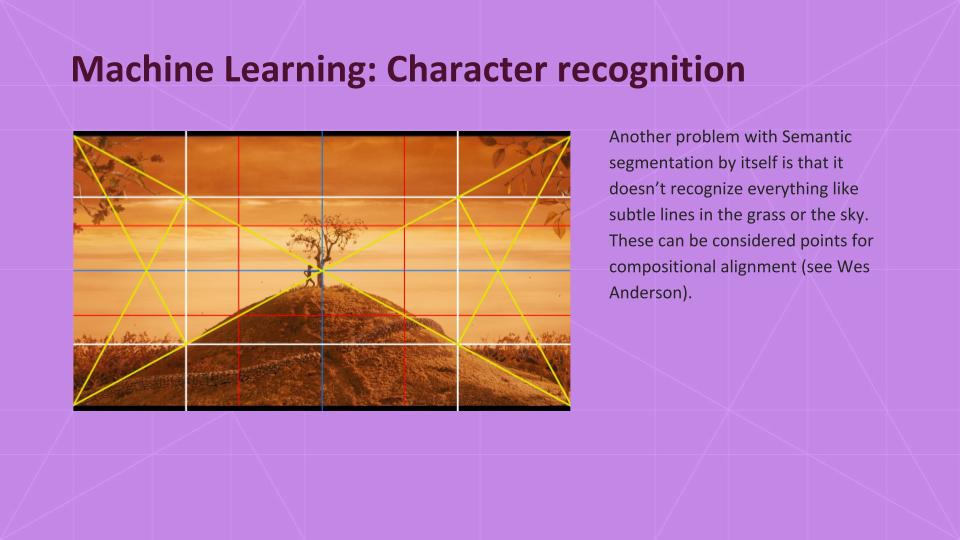 Machine Learning: Character recognition
Another problem with Semantic
segmentation by itself is that it
doesn’t recognize everything like
subtle lines in the grass or the sky.
These can be considered points for
compositional alignment (see Wes
Anderson).